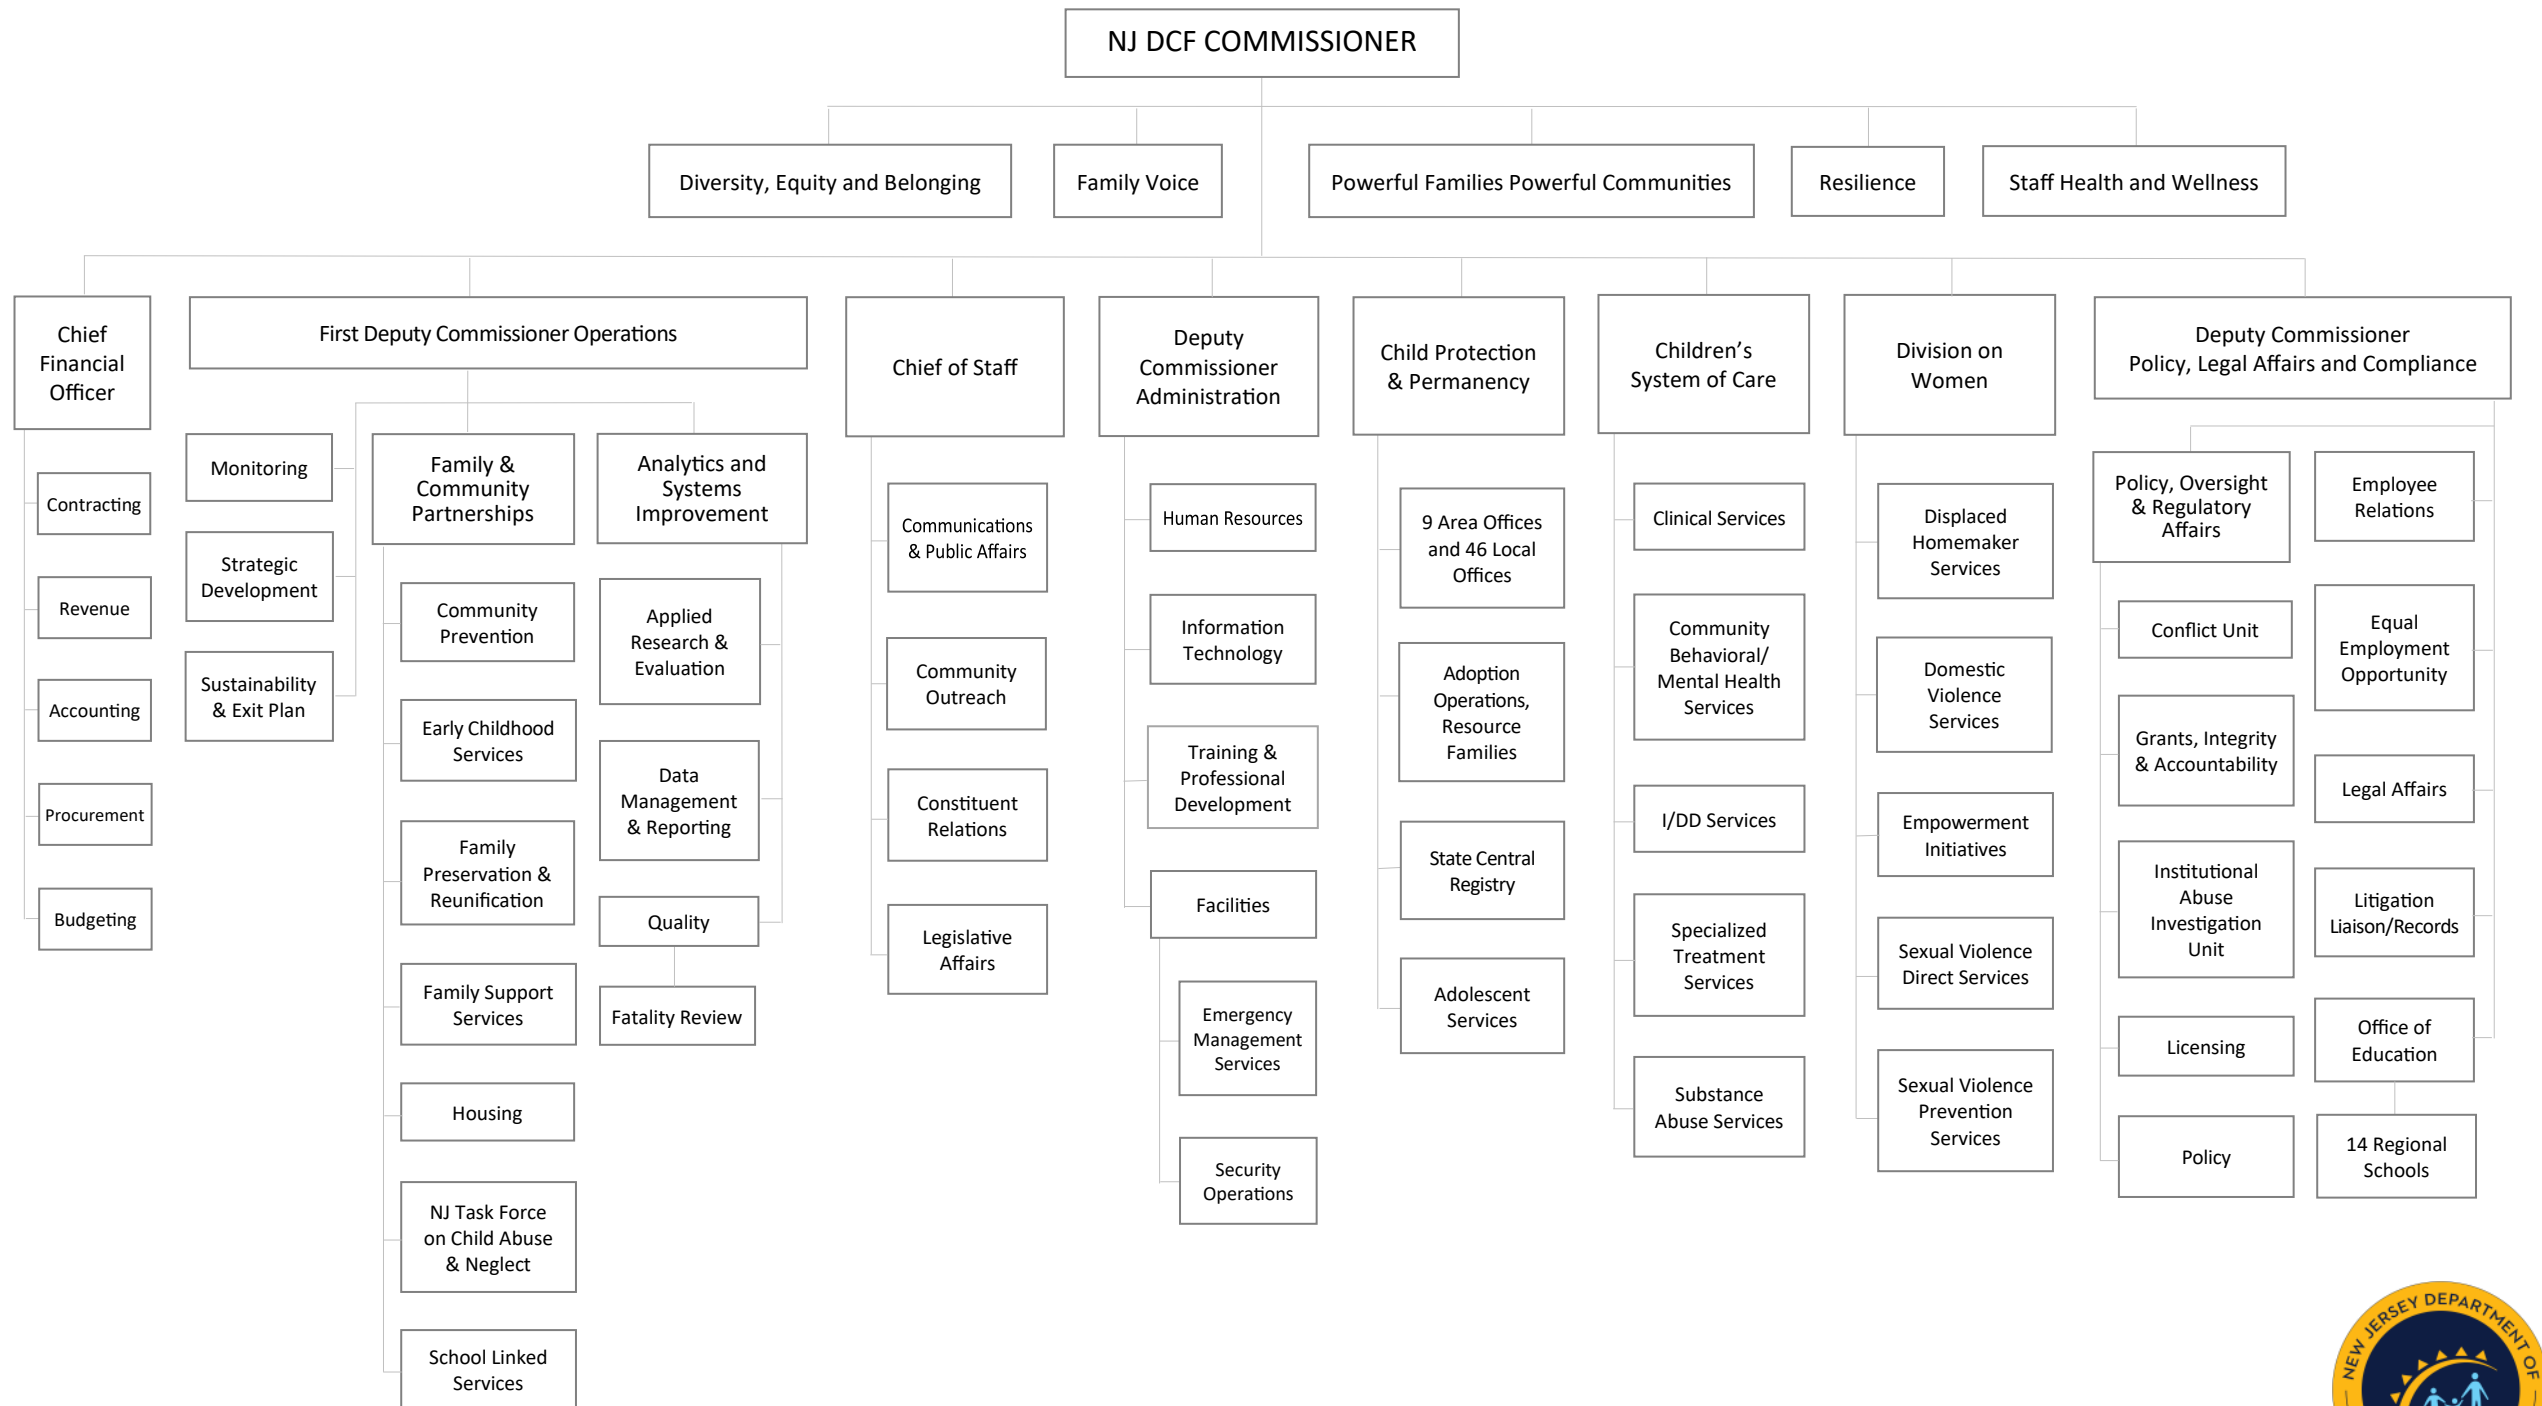 NJ DCF COMMISSIONER
Diversity, Equity and Belonging
Family Voice
Powerful Families Powerful Communities
Resilience
Staff Health and Wellness
Chief
Financial
Officer
Contracting
Revenue
Accounting
Procurement
Budgeting
First Deputy Commissioner Operations
Monitoring
Strategic
Development
Sustainability
& Exit Plan
Family &
Community
Partnerships
Community
Prevention
Early Childhood
Services
Family
Preservation &
Reunification
Family Support
Services
Housing
NJ Task Force
on Child Abuse
& Neglect
School Linked
Services
Analytics and
Systems
Improvement
Applied
Research &
Evaluation
Data
Management
& Reporting
Quality
Fatality Review
Chief of Staff
Communications
& Public Affairs
Community
Outreach
Constituent
Relations
Legislative
Affairs
Deputy
Commissioner
Administration
Human Resources
Information
Technology
Training &
Professional
Development
Facilities
Emergency
Management
Services
Security
Operations
Child Protection
& Permanency
9 Area Offices
and 46 Local
Offices
Adoption
Operations,
Resource
Families
State Central
Registry
Adolescent
Services
Children’s
System of Care
Clinical Services
Community
Behavioral/
Mental Health
Services
I/DD Services
Specialized
Treatment
Services
Substance
Abuse Services
Division on
Women
Displaced
Homemaker
Services
Domestic
Violence
Services
Empowerment
Initiatives
Sexual Violence
Direct Services
Sexual Violence
Prevention
Services
Deputy Commissioner
Policy, Legal Affairs and Compliance
Policy, Oversight
& Regulatory
Affairs
Conflict Unit
Grants, Integrity
& Accountability
Institutional
Abuse
Investigation
Unit
Licensing
Policy
Employee
Relations
Equal
Employment
Opportunity
Legal Affairs
Litigation
Liaison/Records
Office of
Education
14 Regional
Schools
NEW JERSEY DEPARTMENT OF